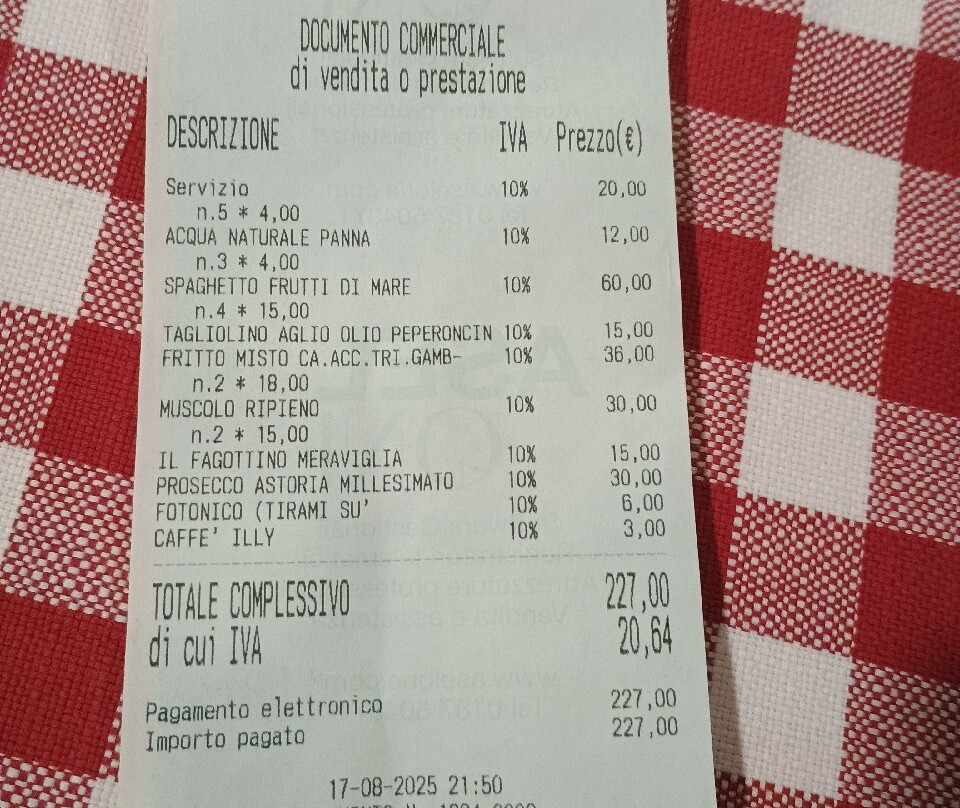 DOCUMENTO COMMERCIALE
di vendita o prestazione
DESCRIZIONE IVA Prezzo(€)
Servizio 10% 20,00
n.5 * 4,00
ACQUA NATURALE PANNA 10% 12,00
n.3 * 4,00
SPAGHETTO FRUTTI DI MARE 10% 60,00
n.4 * 15,00
TAGLIOLINO AGLIO OLIO PEPERONCIN 10% 15,00
FRITTO MISTO CA.ACC.TRI.GAMB- 10% 36,00
n.2 * 18,00
MUSCOLO RIPIENO 10% 30,00
n.2 * 15,00
IL FAGOTTINO MERAVIGLIA 10% 15,00
PROSECCO ASTORIA MILLESIMATO 10% 30,00
FOTONICO (TIRAMI SU' 10% 6,00
CAFFE' ILLY 10% 3,00
TOTALE COMPLESSIVO 227,00
di cui IVA 20,64
Pagamento elettronico 227,00
Importo pagato 227,00
17-08-2025 21:50